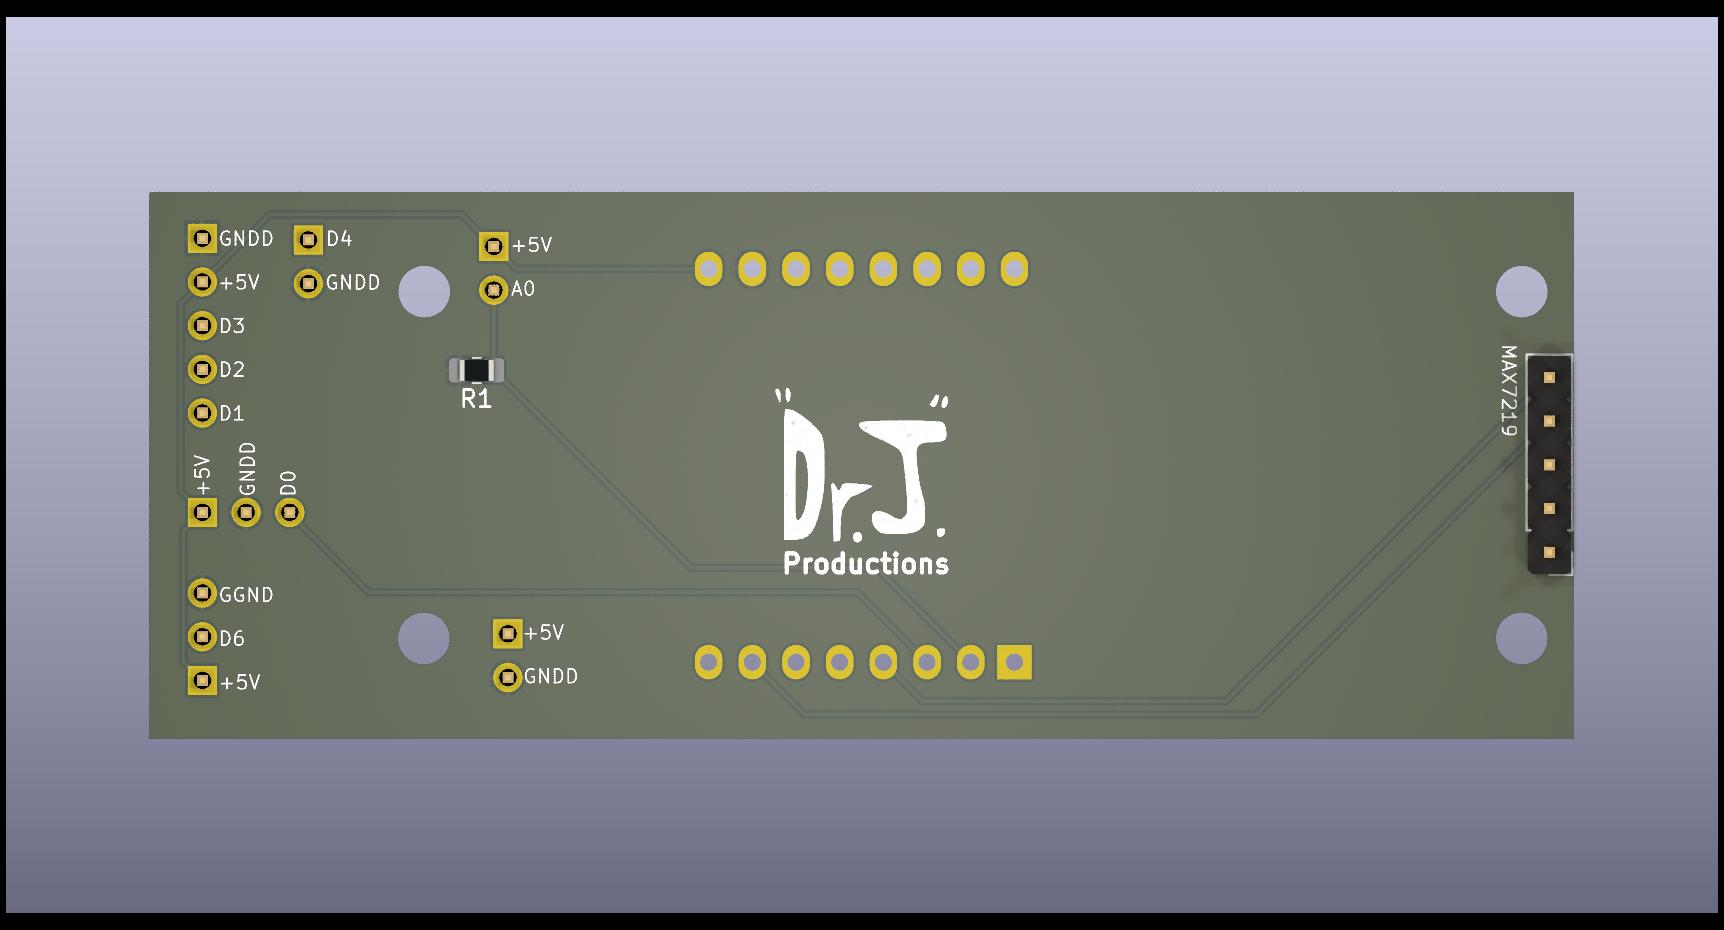 GNDD
D4
+5V
+5V
GNDD
A0
D3
D2
D1
R1
MAX7219
+5V
GNDD
D0
"Dr.J."
Productions
GGND
D6
+5V
+5V
GNDD